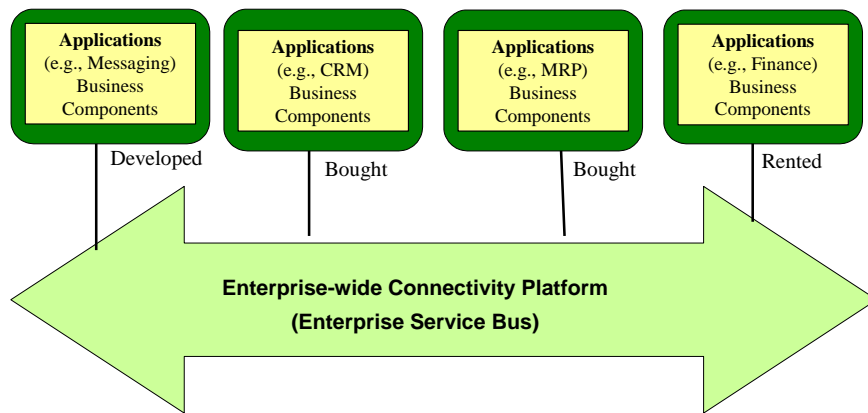 Applications
(e.g., Messaging)
Business
Components
Applications
(e.g., CRM)
Business
Components
Applications
(e.g., MRP)
Business
Components
Applications
(e.g., Finance)
Business
Components
Developed
Bought
Bought
Rented
Enterprise-wide Connectivity Platform
(Enterprise Service Bus)